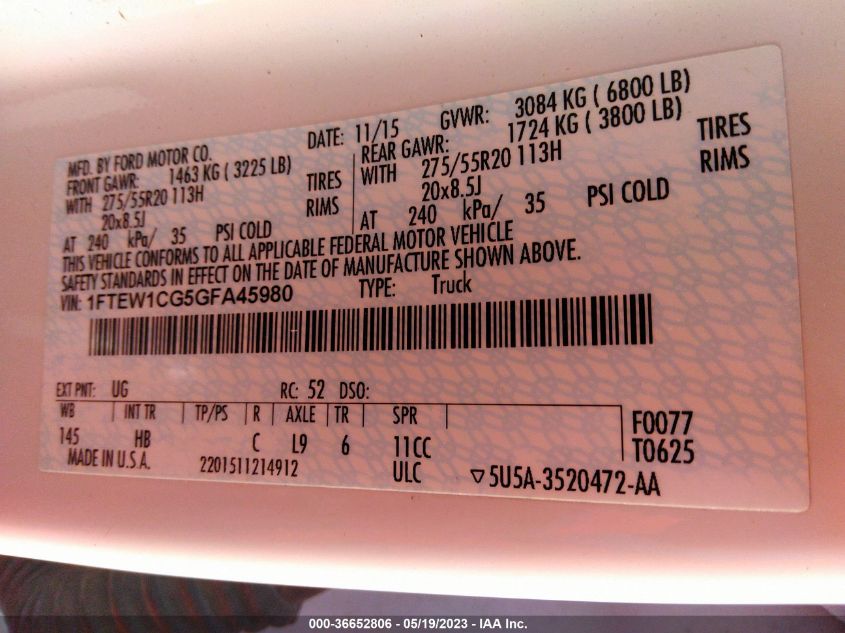 MFD. BY FORD MOTOR CO. DATE: 11/15 GVWR: 3084 KG ( 6800 LB)
FRONT GAWR: 1463 KG ( 3225 LB) REAR GAWR: 1724 KG ( 3800 LB)
WITH 275/55R20 113H TIRES WITH 275/55R20 113H TIRES
20x8.5J RIMS 20x8.5J RIMS
AT 240 kPa/ 35 PSI COLD AT 240 kPa/ 35 PSI COLD
THIS VEHICLE CONFORMS TO ALL APPLICABLE FEDERAL MOTOR VEHICLE
SAFETY STANDARDS IN EFFECT ON THE DATE OF MANUFACTURE SHOWN ABOVE.
VIN: 1FTEW1CG5GFA45980 TYPE: Truck
EXT PNT: UG RC: 52 DSO:
WB INT TR TP/PS R AXLE TR SPR F0077
145 HB C L9 6 11CC T0625
MADE IN U.S.A. 2201511214912 ULC ▽5U5A-3520472-AA
000-36652806 - 05/19/2023 - IAA Inc.